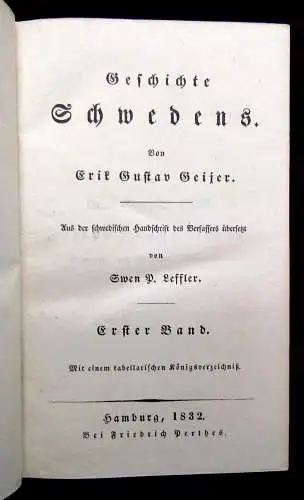 Geschichte
Schwedens.
Von
Erik Gustav Geijer.
Aus der schwedischen Handschrift des Verfassers übersetzt
von
Swen P. Leffler.
Erster Band.
Mit einem tabellarischen Königsverzeichniß.
Hamburg, 1832.
Bei Friedrich Perthes.